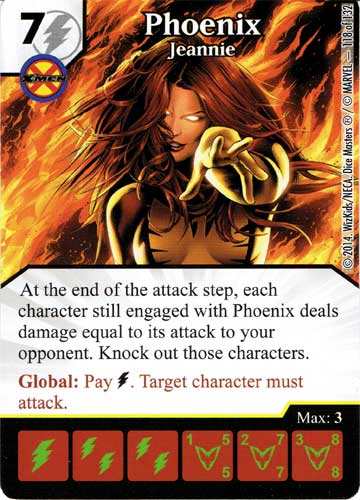 7
Phoenix
Jeannie
X-MEN
© 2014. WizKids/NECA. Dice Masters ® / © MARVEL — 118 of 132
At the end of the attack step, each
character still engaged with Phoenix deals
damage equal to its attack to your
opponent. Knock out those characters.
Global: Pay . Target character must
attack.
Max: 3
1 5 5
2 7 7
3 8 8